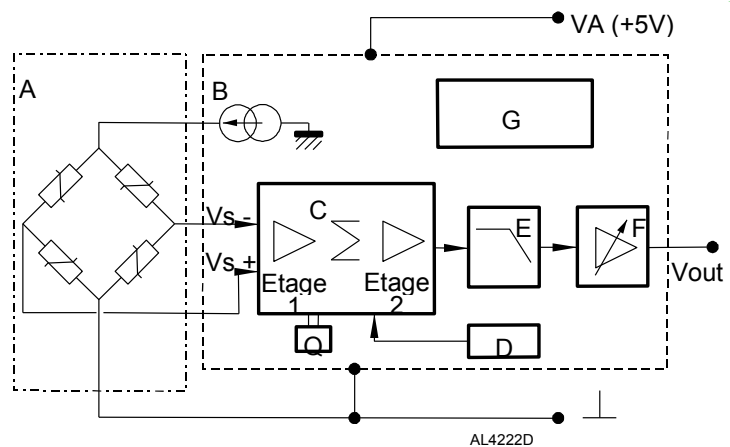 VA (+5V)
A
B
G
Vs -
C
E
F
Vs +
Etage
1
Etage
2
Vout
Q
D
AL4222D